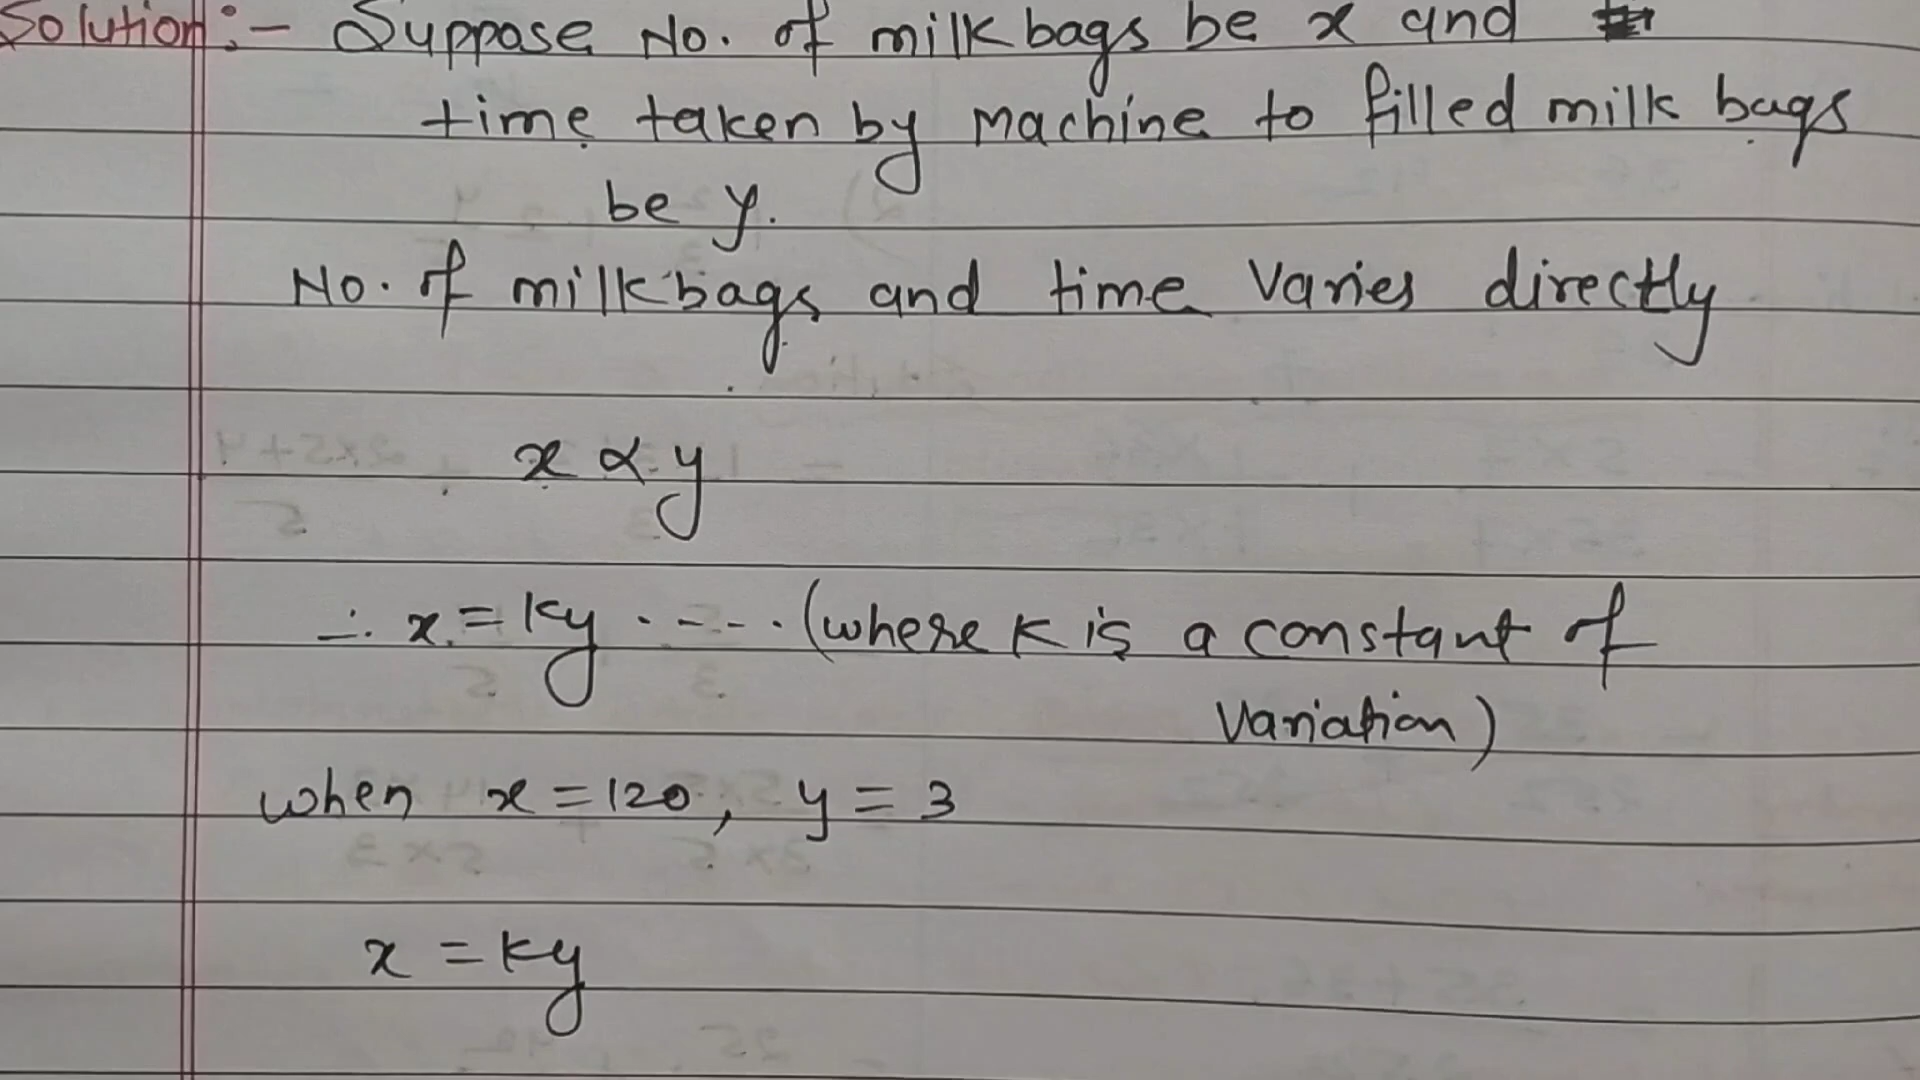 Solution:- Suppose No. of milk bags be x and
time taken by machine to filled milk bags
be y.
No. of milk bags and time varies directly
x ∝ y
∴ x = ky ..... (where K is a constant of
variation)
when x = 120, y = 3
x = ky